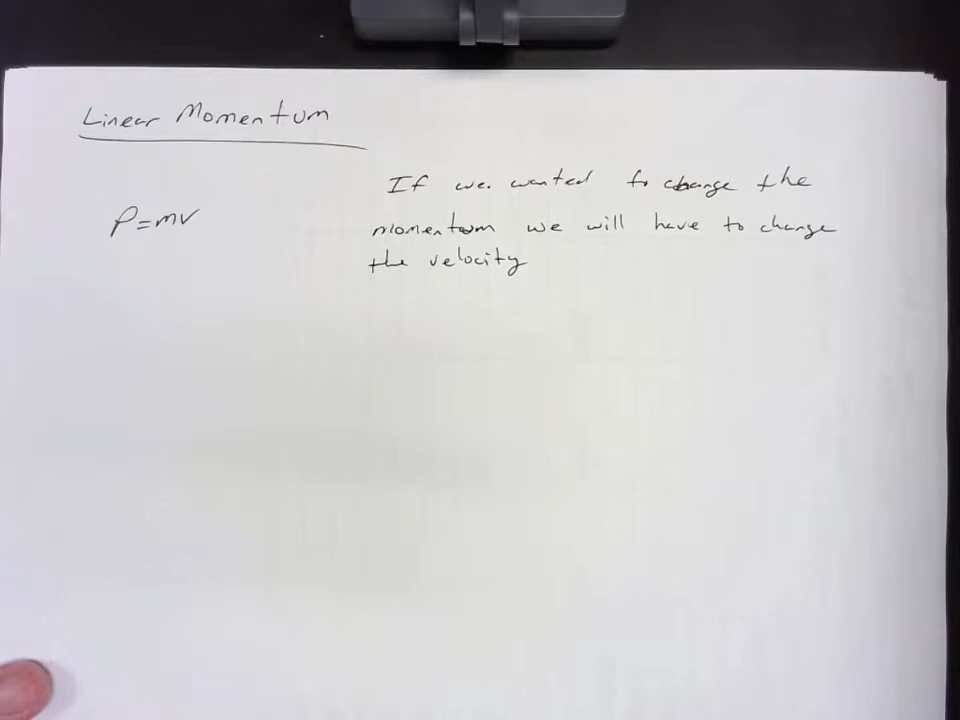 Linear Momentum
P=mv
If we wanted to change the
momentum we will have to change
the velocity